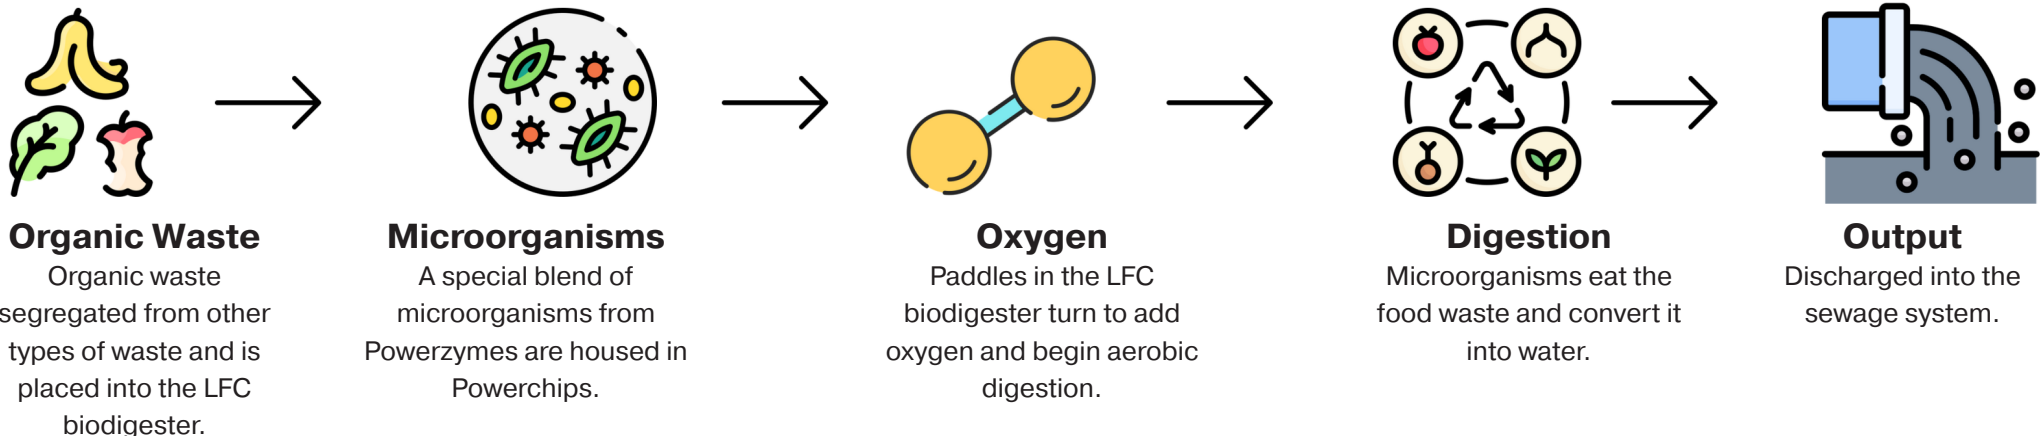 Organic Waste
Organic waste
segregated from other
types of waste and is
placed into the LFC
biodigester.
Microorganisms
A special blend of
microorganisms from
Powerzymes are housed in
Powerchips.
Oxygen
Paddles in the LFC
biodigester turn to add
oxygen and begin aerobic
digestion.
Digestion
Microorganisms eat the
food waste and convert it
into water.
Output
Discharged into the
sewage system.